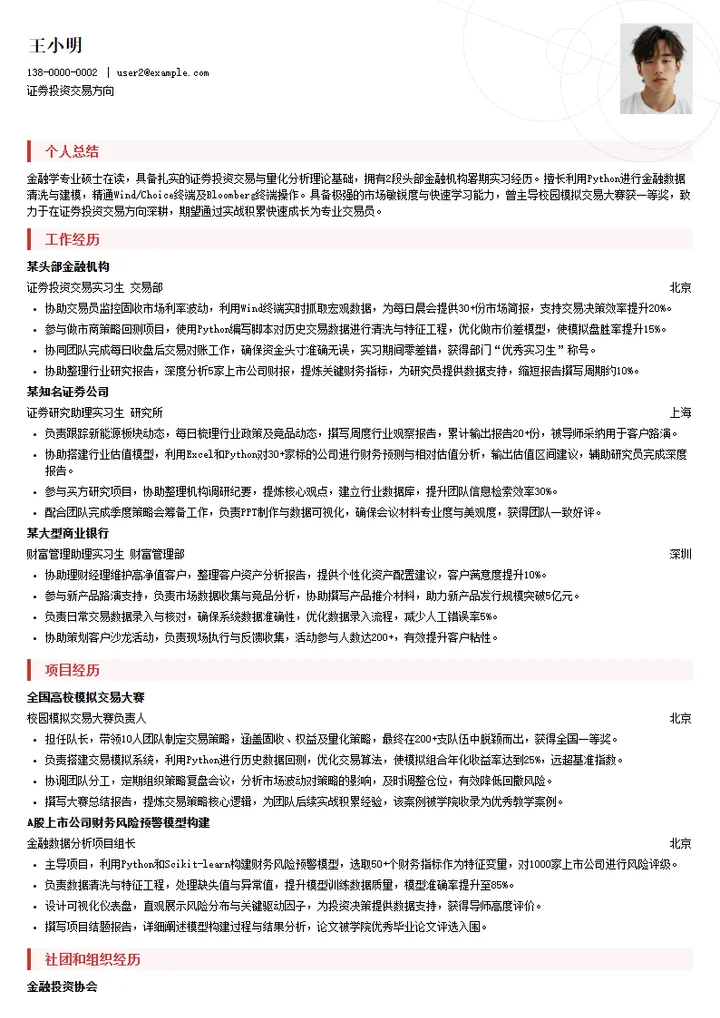 王小明
138-0000-0002 | user2@example.com
证券投资交易方向
个人总结
金融学专业硕士在读，具备扎实的证券投资交易与量化分析理论基础，拥有2段头部金融机构暑期实习经历。擅长利用Python进行金融数据
清洗与建模，精通Wind/Choice终端及Bloomberg终端操作。具备极强的市场敏锐度与快速学习能力，曾主导校园模拟交易大赛获一等奖，致
力于在证券投资交易方向深耕，期望通过实战积累快速成长为专业交易员。
工作经历
某头部金融机构
证券投资交易实习生 交易部 北京
• 协助交易员监控固收市场利率波动，利用Wind终端实时抓取宏观数据，为每日晨会提供30+份市场简报，支持交易决策效率提升20%。
• 参与做市商策略回测项目，使用Python编写脚本对历史交易数据进行清洗与特征工程，优化做市价差模型，使模拟盘胜率提升15%。
• 协同团队完成每日收盘后交易对账工作，确保资金头寸准确无误，实习期间零差错，获得部门“优秀实习生”称号。
• 协助整理行业研究报告，深度分析5家上市公司财报，提炼关键财务指标，为研究员提供数据支持，缩短报告撰写周期约10%。
某知名证券公司
证券研究助理实习生 研究所 上海
• 负责跟踪新能源板块动态，每日梳理行业政策及竞品动态，撰写周度行业观察报告，累计输出报告20+份，被导师采纳用于客户路演。
• 协助搭建行业估值模型，利用Excel和Python对30+家标的公司进行财务预测与相对估值分析，输出估值区间建议，辅助研究员完成深度
报告。
• 参与买方研究项目，协助整理机构调研纪要，提炼核心观点，建立行业数据库，提升团队信息检索效率30%。
• 配合团队完成季度策略会筹备工作，负责PPT制作与数据可视化，确保会议材料专业度与美观度，获得团队一致好评。
某大型商业银行
财富管理助理实习生 财富管理部 深圳
• 协助理财经理维护高净值客户，整理客户资产分析报告，提供个性化资产配置建议，客户满意度提升10%。
• 参与新产品路演支持，负责市场数据收集与竞品分析，协助撰写产品推介材料，助力新产品发行规模突破5亿元。
• 负责日常交易数据录入与核对，确保系统数据准确性，优化数据录入流程，减少人工错误率5%。
• 协助策划客户沙龙活动，负责现场执行与反馈收集，活动参与人数达200+，有效提升客户粘性。
项目经历
全国高校模拟交易大赛
校园模拟交易大赛负责人 北京
• 担任队长，带领10人团队制定交易策略，涵盖固收、权益及量化策略，最终在200+支队伍中脱颖而出，获得全国一等奖。
• 负责搭建交易模拟系统，利用Python进行历史数据回测，优化交易算法，使模拟组合年化收益率达到25%，远超基准指数。
• 协调团队分工，定期组织策略复盘会议，分析市场波动对策略的影响，及时调整仓位，有效降低回撤风险。
• 撰写大赛总结报告，提炼交易策略核心逻辑，为团队后续实战积累经验，该案例被学院收录为优秀教学案例。
A股上市公司财务风险预警模型构建
金融数据分析项目组长 北京
• 主导项目，利用Python和Scikit-learn构建财务风险预警模型，选取50+个财务指标作为特征变量，对1000家上市公司进行风险评级。
• 负责数据清洗与特征工程，处理缺失值与异常值，提升模型训练数据质量，模型准确率提升至85%。
• 设计可视化仪表盘，直观展示风险分布与关键驱动因子，为投资决策提供数据支持，获得导师高度评价。
• 撰写项目结题报告，详细阐述模型构建过程与结果分析，论文被学院优秀毕业论文评选入围。
社团和组织经历
金融投资协会